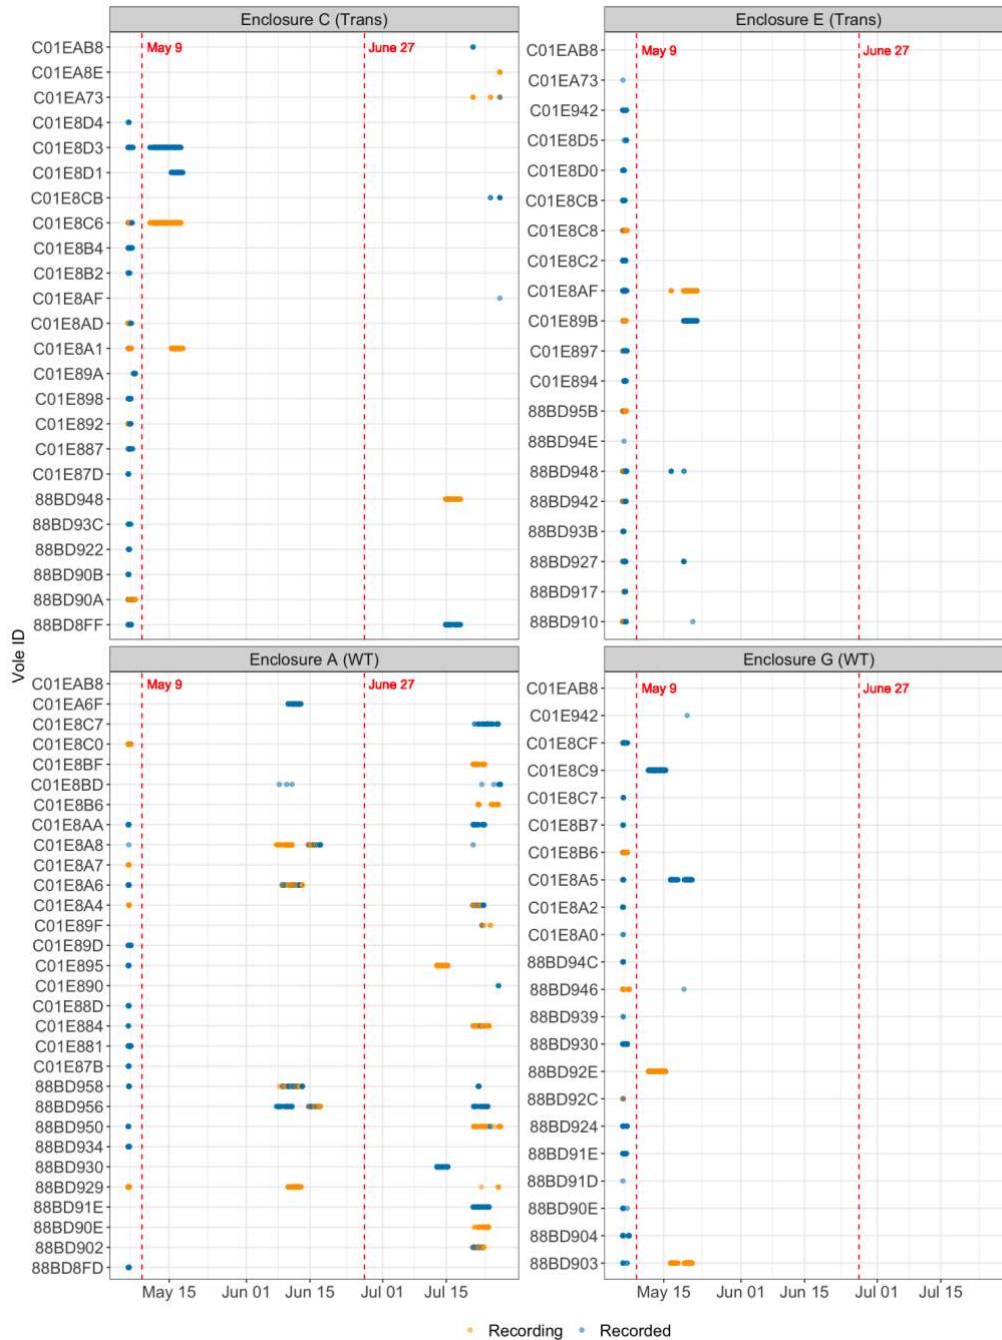 Enclosure C (Trans)
May 9
June 27
C01EAB8
C01EA8E
C01EA73
C01E8D4
C01E8D3
C01E8D1
C01E8CB
C01E8C6
C01E8B4
C01E8B2
C01E8AF
C01E8AD
C01E8A1
C01E89A
C01E898
C01E892
C01E887
C01E87D
88BD948
88BD93C
88BD922
88BD90B
88BD90A
88BD8FF
Enclosure E (Trans)
May 9
June 27
C01EAB8
C01EA73
C01E942
C01E8D5
C01E8D0
C01E8CB
C01E8C8
C01E8C2
C01E8AF
C01E89B
C01E897
C01E894
88BD95B
88BD94E
88BD948
88BD942
88BD93B
88BD927
88BD917
88BD910
Vole ID
Enclosure A (WT)
May 9
June 27
C01EAB8
C01EA6F
C01E8C7
C01E8C0
C01E8BF
C01E8BD
C01E8B6
C01E8AA
C01E8A8
C01E8A7
C01E8A6
C01E8A4
C01E89F
C01E89D
C01E895
C01E890
C01E88D
C01E884
C01E881
C01E87B
88BD958
88BD956
88BD950
88BD934
88BD930
88BD929
88BD91E
88BD90E
88BD902
88BD8FD
May 15 Jun 01 Jun 15 Jul 01 Jul 15
Enclosure G (WT)
May 9
June 27
C01EAB8
C01E942
C01E8CF
C01E8C9
C01E8C7
C01E8B7
C01E8B6
C01E8A5
C01E8A2
C01E8A0
88BD94C
88BD946
88BD939
88BD930
88BD92E
88BD92C
88BD924
88BD91E
88BD91D
88BD90E
88BD904
88BD903
May 15 Jun 01 Jun 15 Jul 01 Jul 15
Recording Recorded